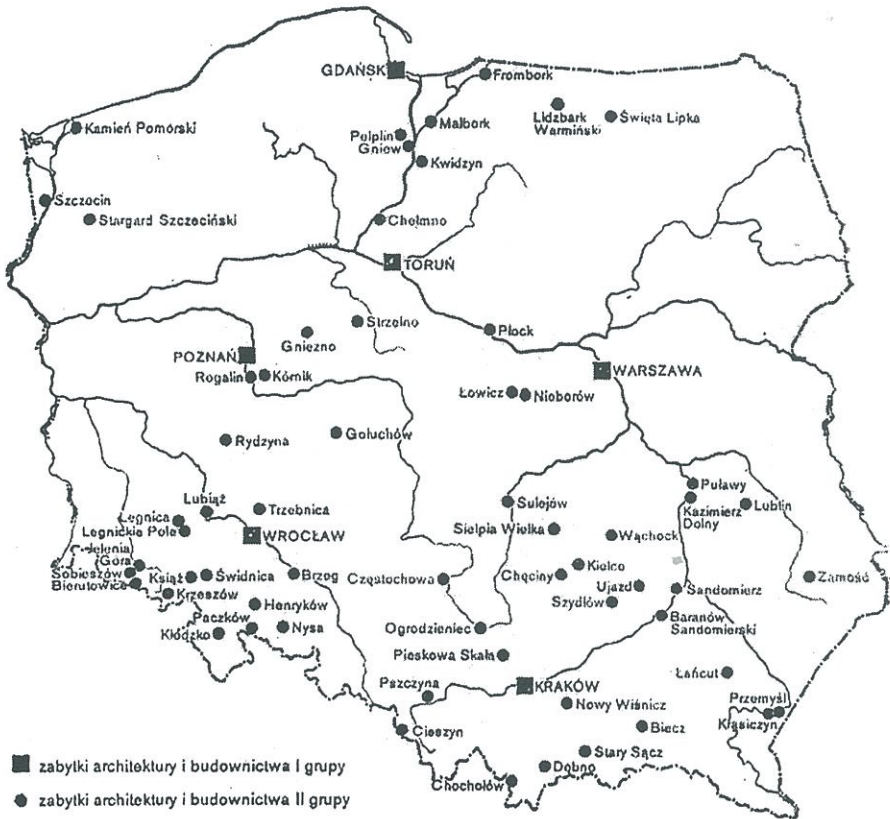 GDAŃSK
Frombork
Kamień Pomorski
Malbork
Lidzbark
Warmiński
Święta Lipka
Pelplin
Gniew
Kwidzyn
Szczecin
Stargard Szczeciński
Chełmno
TORUŃ
Strzelno
Gniezno
Płock
POZNAŃ
WARSZAWA
Rogalin
Kórnik
Łowicz
Nieborów
Rydzyna
Gołuchów
Puławy
Kazimierz
Dolny
Lublin
Lubiąż
Trzebnica
Sulejów
Legnica
Legnickie Pole
WROCŁAW
Sielpia Wielka
Wąchock
Jelenia
Góra
Sobieszów
Bierutowice
Książ
Świdnica
Brzeg
Częstochowa
Chęciny
Kielce
Ujazd
Szydłów
Sandomierz
Zamość
Krzeszów
Henryków
Paczków
Kłodzko
Nysa
Ogrodzieniec
Baranów
Sandomierski
Pieskowa Skała
Łańcut
Pszczyna
KRAKÓW
Nowy Wiśnicz
Przemyśl
Krasiczyn
Cieszyn
Biecz
Stary Sącz
Dębno
Chochołów
zabytki architektury i budownictwa I grupy
zabytki architektury i budownictwa II grupy